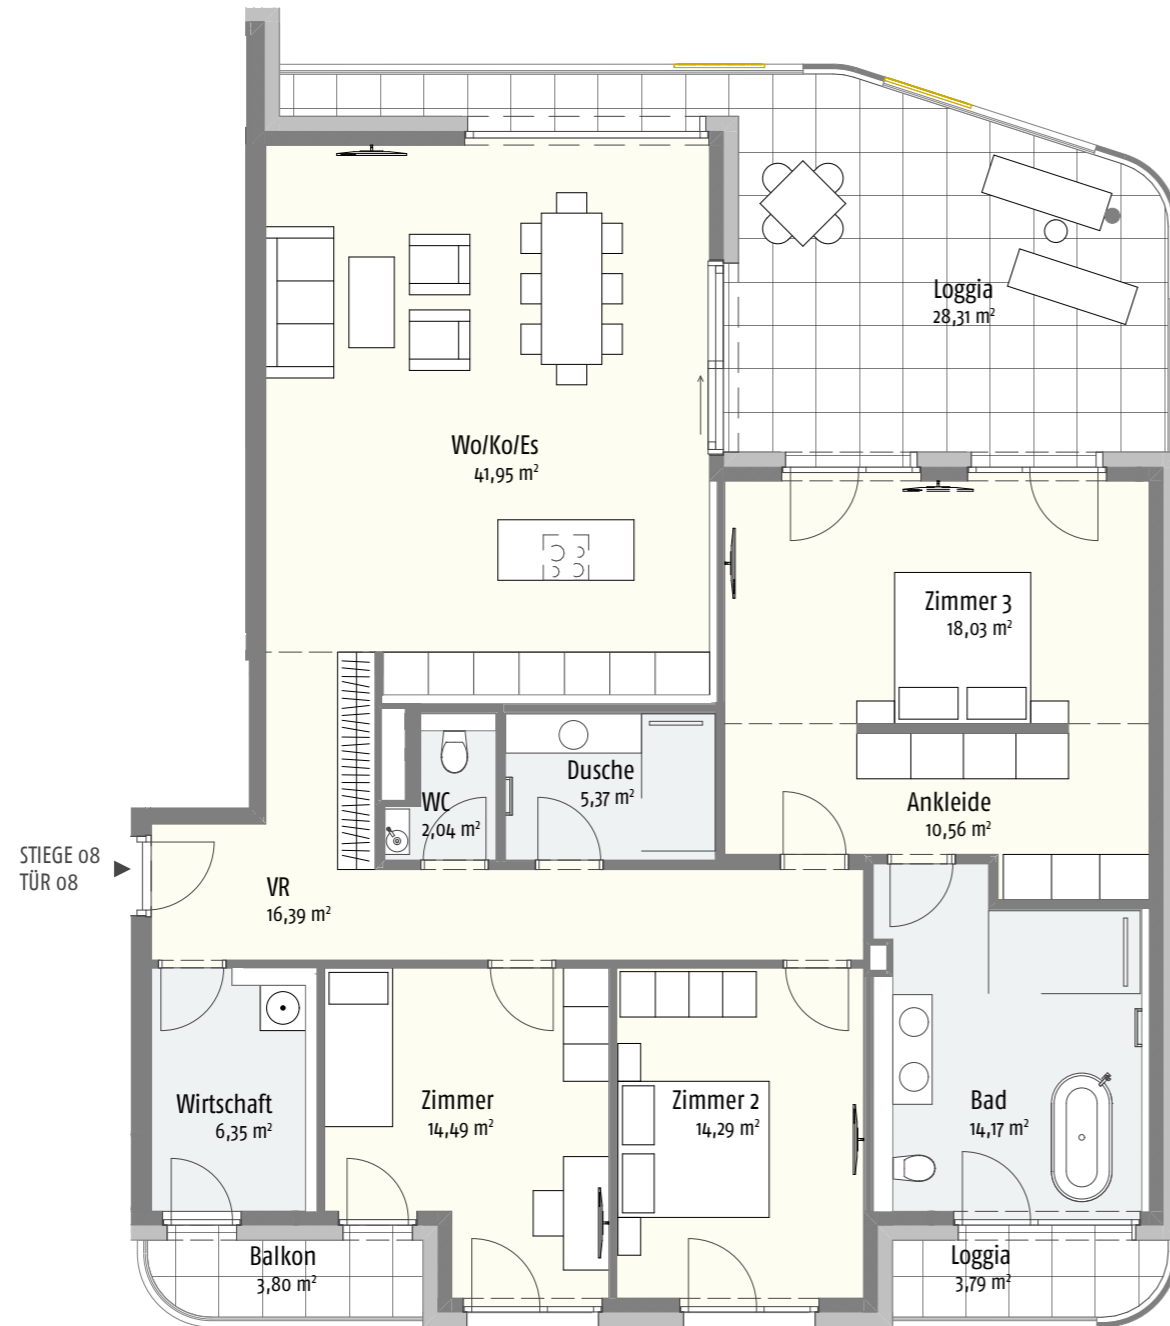 Loggia
28,31 m²
Wo/Ko/Es
41,95 m²
Zimmer 3
18,03 m²
Dusche
5,37 m²
WC
2,04 m²
Ankleide
10,56 m²
STIEGE 08
TÜR 08
VR
16,39 m²
Wirtschaft
6,35 m²
Zimmer
14,49 m²
Zimmer 2
14,29 m²
Bad
14,17 m²
Balkon
3,80 m²
Loggia
3,79 m²